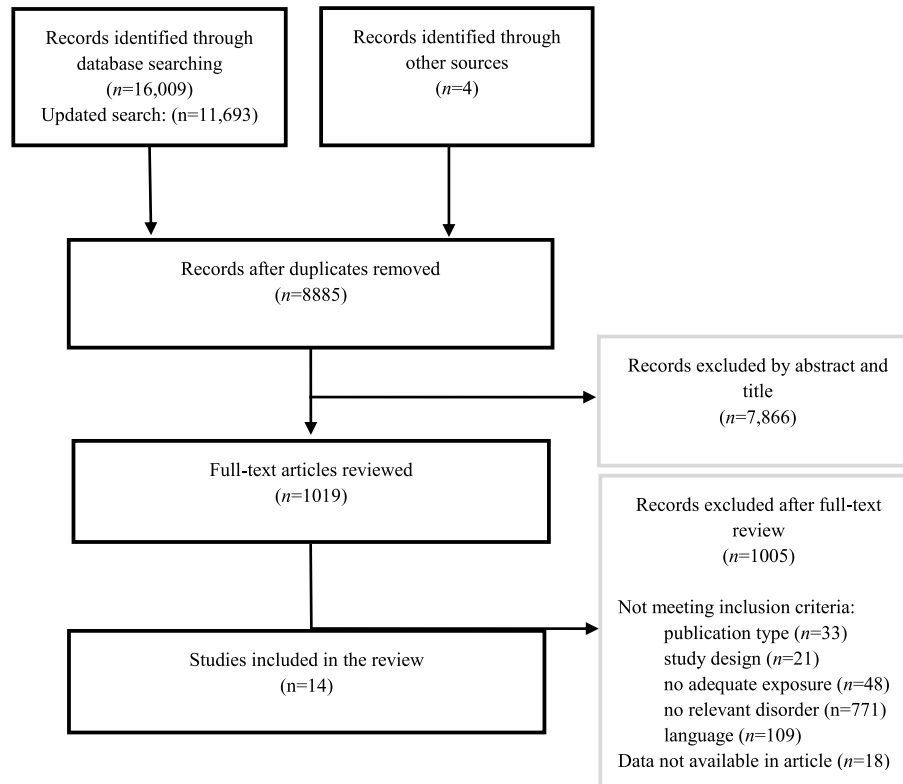 Records identified through
database searching
(n=16,009)
Updated search: (n=11,693)
Records identified through
other sources
(n=4)
Records after duplicates removed
(n=8885)
Records excluded by abstract and
title
(n=7,866)
Full-text articles reviewed
(n=1019)
Records excluded after full-text
review
(n=1005)
Not meeting inclusion criteria:
publication type (n=33)
study design (n=21)
no adequate exposure (n=48)
no relevant disorder (n=771)
language (n=109)
Data not available in article (n=18)
Studies included in the review
(n=14)